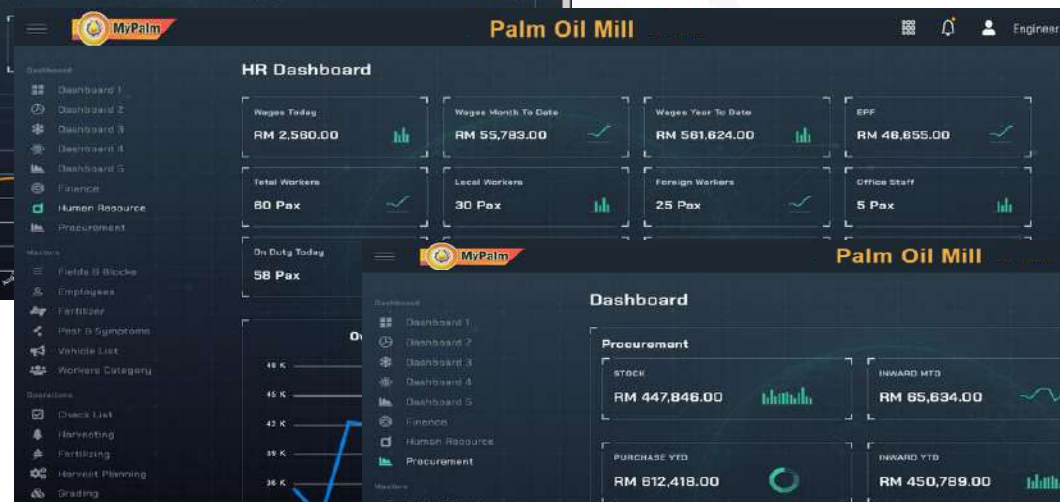 MyPalm
Palm Oil Mill
Engineer
Dashboard
HR Dashboard
Dashboard 1
Dashboard 2
Dashboard 3
Dashboard 4
Dashboard 5
Finance
Human Resource
Procurement
Masters
Fields & Blocks
Employees
Fertilizer
Pest & Symptoms
Vehicle List
Workers Category
Operations
Check List
Harvesting
Fertilizing
Harvest Planning
Grading
Wages Today
RM 2,560.00
Wages Month To Date
RM 55,783.00
Wages Year To Date
RM 561,624.00
EPF
RM 46,655.00
Total Workers
60 Pax
Local Workers
30 Pax
Foreign Workers
25 Pax
Office Staff
5 Pax
On Duty Today
58 Pax
48 K
45 K
42 K
39 K
36 K
MyPalm
Palm Oil Mill
Dashboard
Dashboard
Dashboard 1
Dashboard 2
Dashboard 3
Dashboard 4
Dashboard 5
Finance
Human Resource
Procurement
Masters
Procurement
STOCK
RM 447,846.00
INWARD MTD
RM 65,634.00
PURCHASE YTD
RM 612,418.00
INWARD YTD
RM 450,789.00